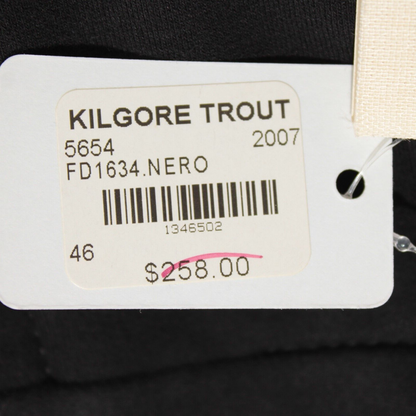 KILGORE TROUT
5654 2007
FD1634.NERO
1346502
46
$258.00